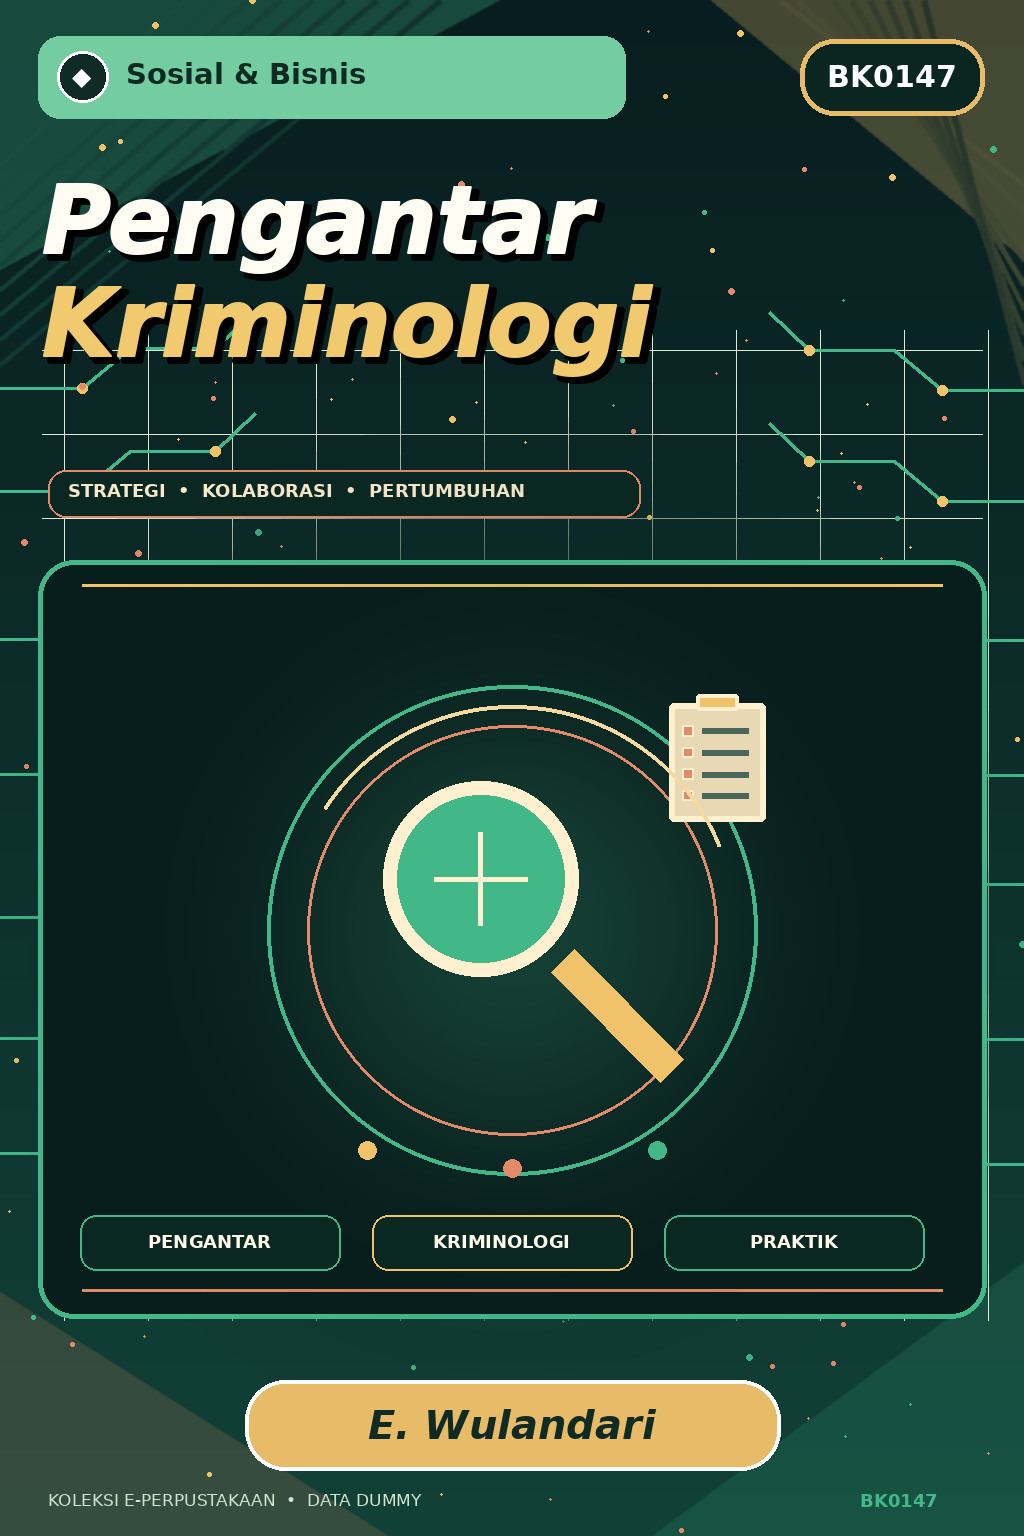 Sosial & Bisnis
BK0147
Pengantar
Kriminologi
STRATEGI • KOLABORASI • PERTUMBUHAN
PENGANTAR
KRIMINOLOGI
PRAKTIK
E. Wulandari
KOLEKSI E-PERPUSTAKAAN • DATA DUMMY
BK0147